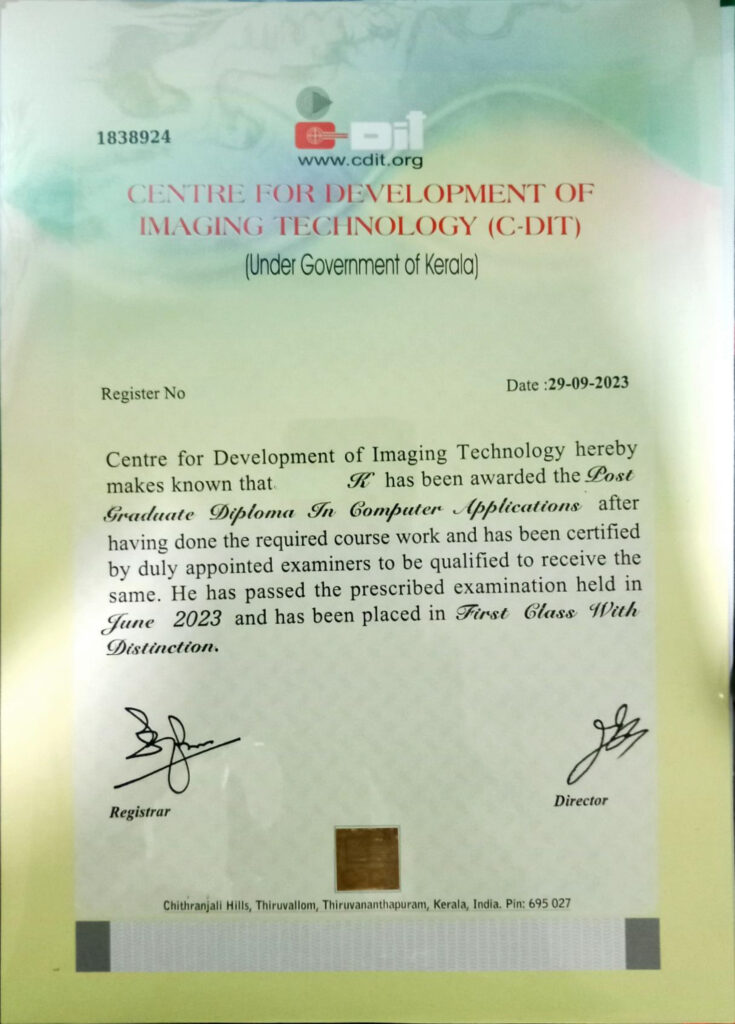 1838924
C-DIT
www.cdit.org
CENTRE FOR DEVELOPMENT OF
IMAGING TECHNOLOGY (C-DIT)
(Under Government of Kerala)
Register No
Date :29-09-2023
Centre for Development of Imaging Technology hereby
makes known that K has been awarded the Post
Graduate Diploma In Computer Applications after
having done the required course work and has been certified
by duly appointed examiners to be qualified to receive the
same. He has passed the prescribed examination held in
June 2023 and has been placed in First Class With
Distinction.
Registrar
Director
Chithranjali Hills, Thiruvallom, Thiruvananthapuram, Kerala, India. Pin: 695 027